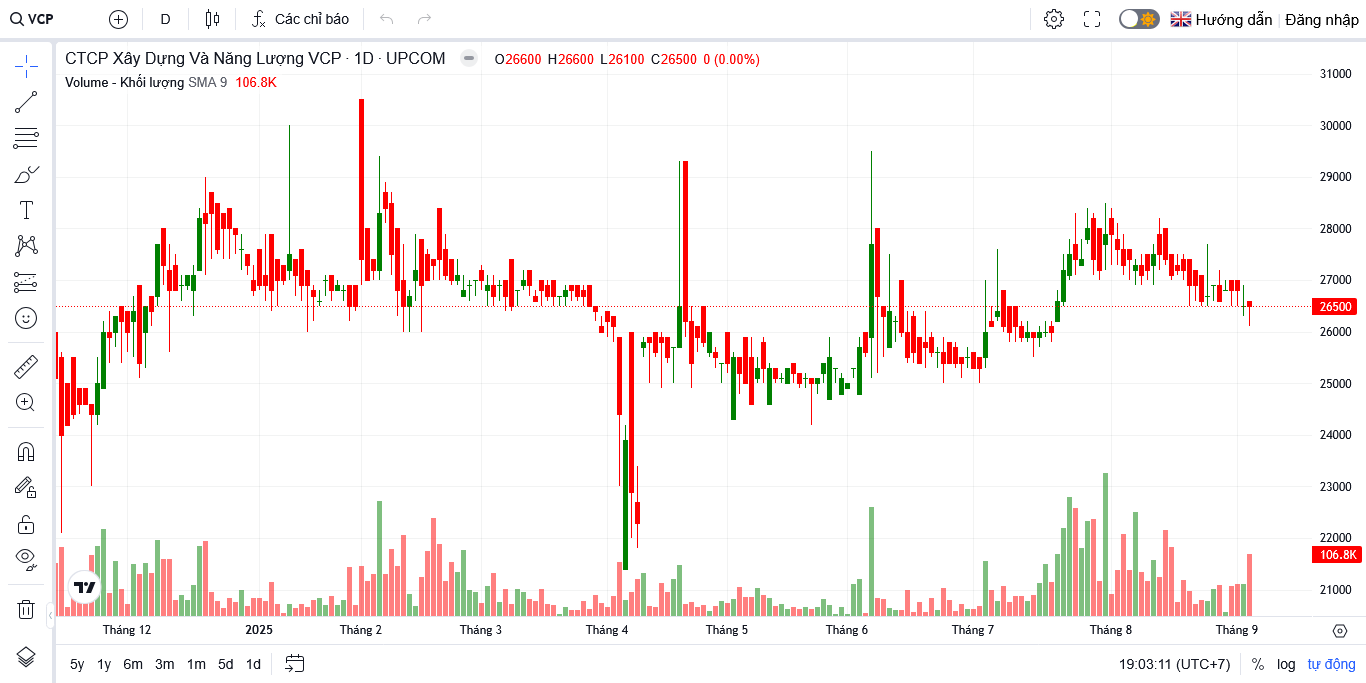 VCP D Các chỉ báo Hướng dẫn Đăng nhập
CTCP Xây Dựng Và Năng Lượng VCP · 1D · UPCOM O26600 H26600 L26100 C26500 0 (0.00%)
Volume - Khối lượng SMA 9 106.8K
31000
30000
29000
28000
27000
26500
26000
25000
24000
23000
22000
106.8K
21000
Tháng 12 2025 Tháng 2 Tháng 3 Tháng 4 Tháng 5 Tháng 6 Tháng 7 Tháng 8 Tháng 9
5y 1y 6m 3m 1m 5d 1d 19:03:11 (UTC+7) % log tự động